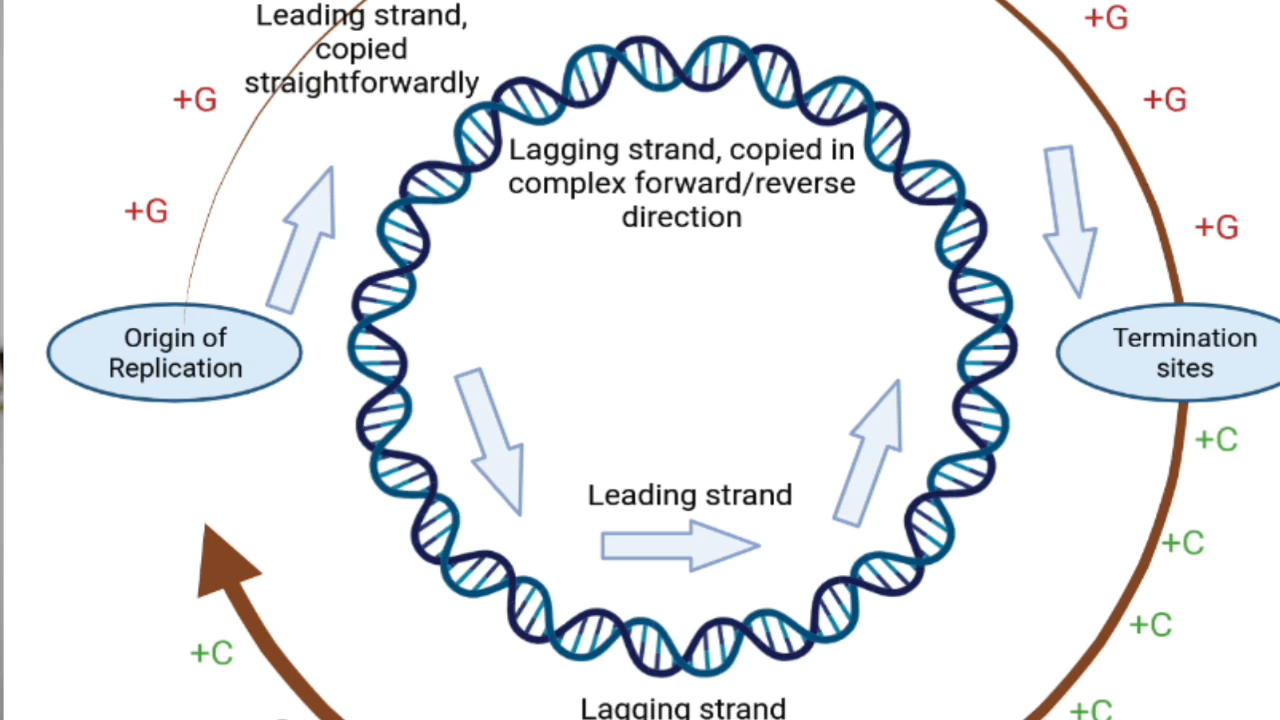 Leading strand,
copied
straightforwardly
+G
+G
+G
Lagging strand, copied in
complex forward/reverse
direction
+G
+G
Origin of
Replication
Termination
sites
+C
Leading strand
+C
+C
+C
+C
Lagging strand